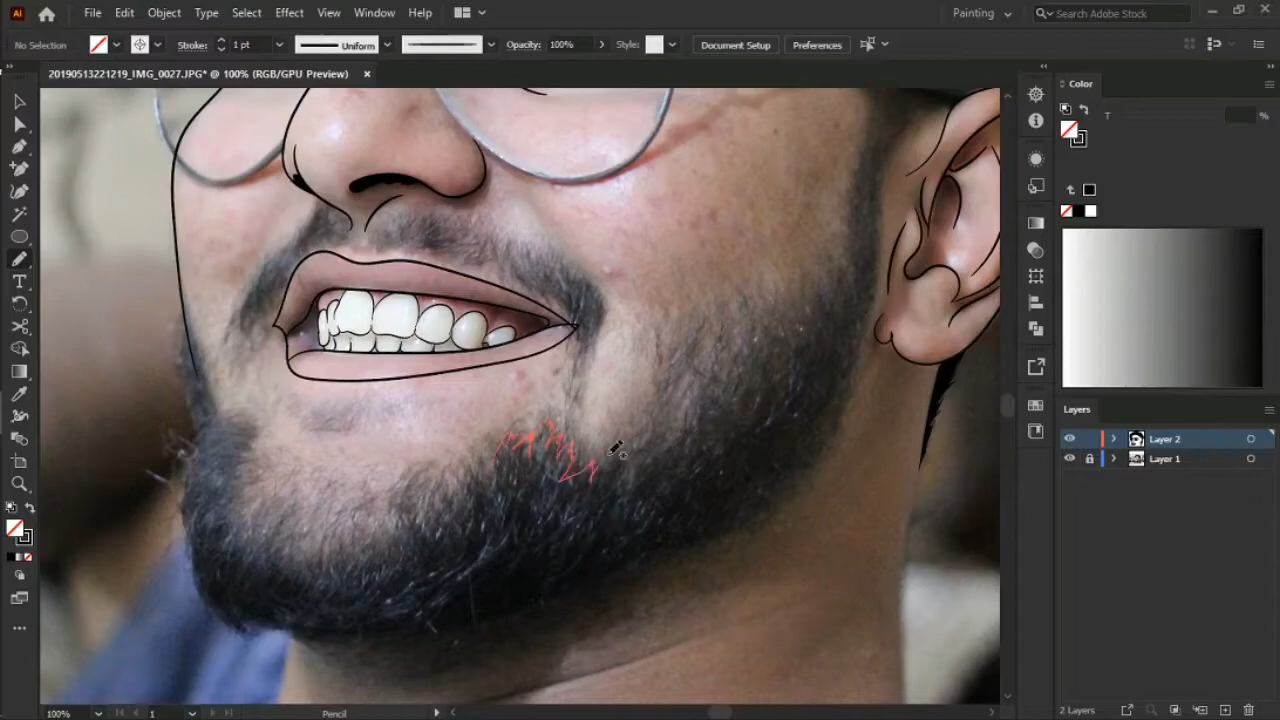 Ai File Edit Object Type Select Effect View Window Help Painting Search Adobe Stock
No Selection Stroke: 1 pt Uniform Opacity: 100% Style: Document Setup Preferences
20190513221219_IMG_0027.JPG* @ 100% (RGB/GPU Preview) ×
Color
T %
Layers
Layer 2
Layer 1
100% 1 Pencil 2 Layers